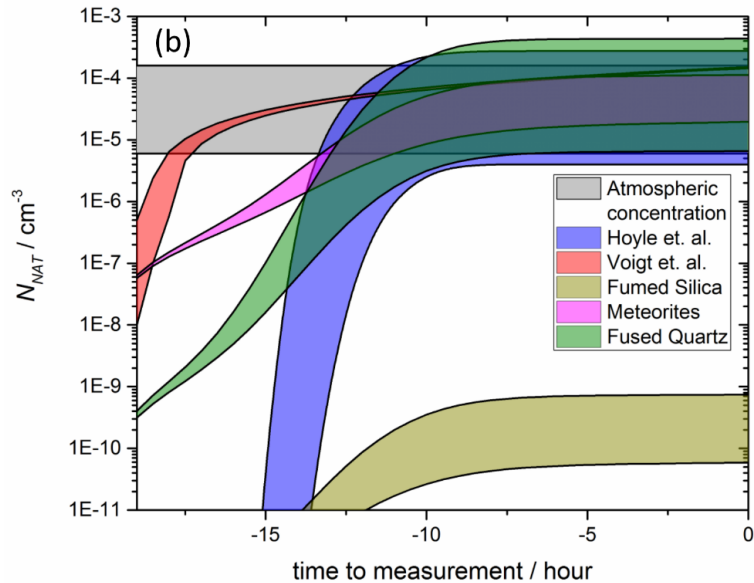 (b)
1E-3
1E-4
1E-5
1E-6
1E-7
1E-8
1E-9
1E-10
1E-11
N_NAT / cm⁻³
Atmospheric
concentration
Hoyle et. al.
Voigt et. al.
Fumed Silica
Meteorites
Fused Quartz
-15
-10
-5
0
time to measurement / hour